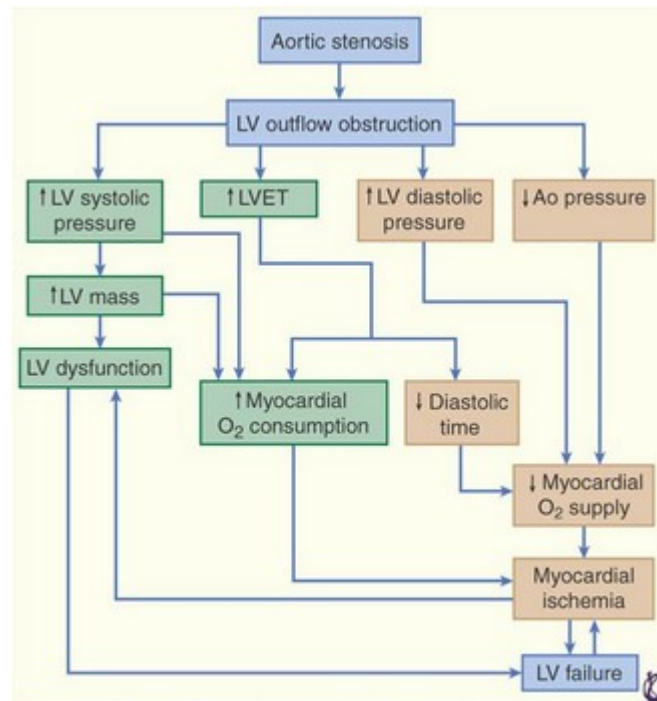 Aortic stenosis
LV outflow obstruction
↑LV systolic
pressure
↑LVET
↑LV diastolic
pressure
↓Ao pressure
↑LV mass
LV dysfunction
↑Myocardial
O₂ consumption
↓ Diastolic
time
↓ Myocardial
O₂ supply
Myocardial
ischemia
LV failure